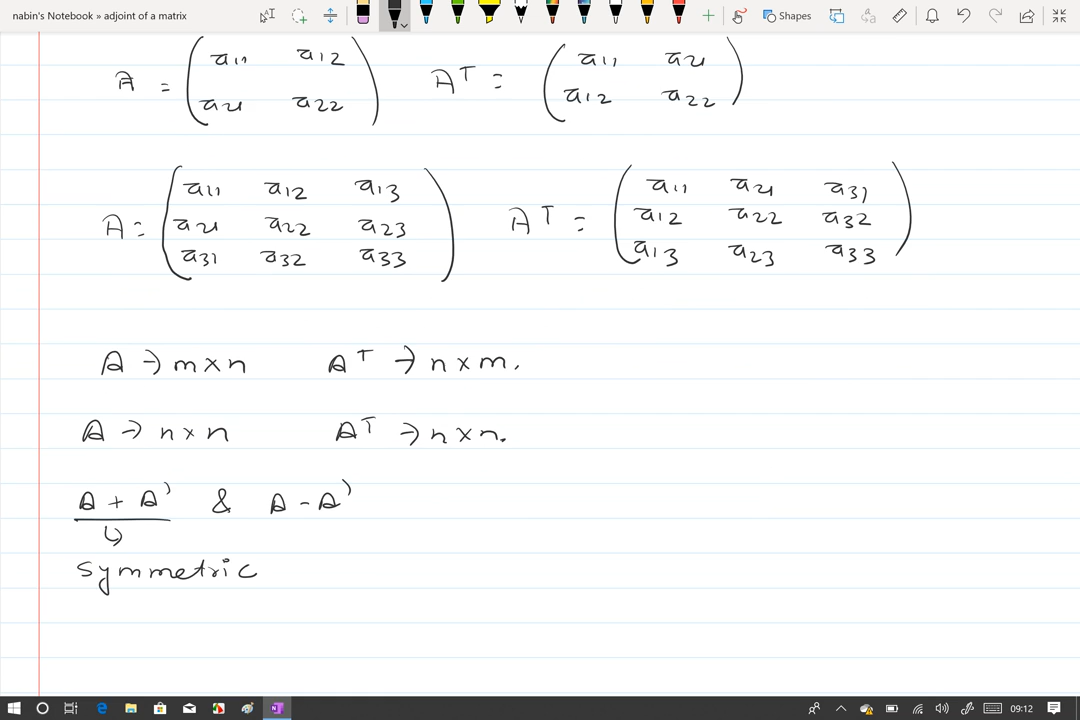 nabin's Notebook » adjoint of a matrix
Shapes
A = ( a11 a12 Aᵀ = ( a11 a21
a21 a22 ) a12 a22 )
A = ( a11 a12 a13 Aᵀ = ( a11 a21 a31
a21 a22 a23 a12 a22 a32
a31 a32 a33 ) a13 a23 a33 )
A → m × n Aᵀ → n × m.
A → n × n Aᵀ → n × n.
A + A' & A - A'
↳
symmetric
09:12